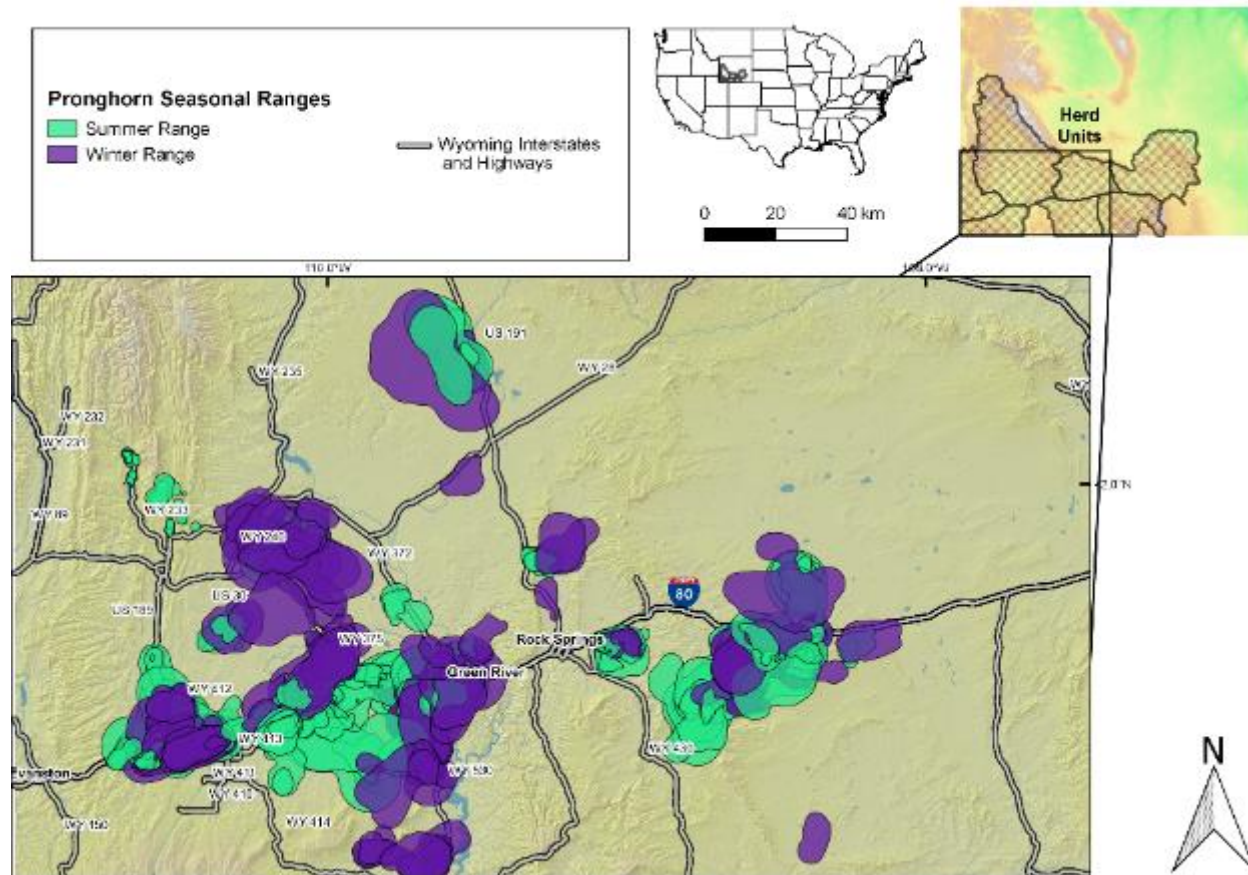 Pronghorn Seasonal Ranges
Summer Range
Winter Range
Wyoming Interstates
and Highways
0 20 40 km
Herd
Units
US 191
WY 28
WY 235
WY 232
WY 231
WY 89
WY 233
WY 240
WY 372
US 30
US 189
80
WY 375
Rock Springs
Green River
WY 412
WY 413
WY 430
Evanston
WY 411
WY 410
WY 530
WY 150
WY 414
N